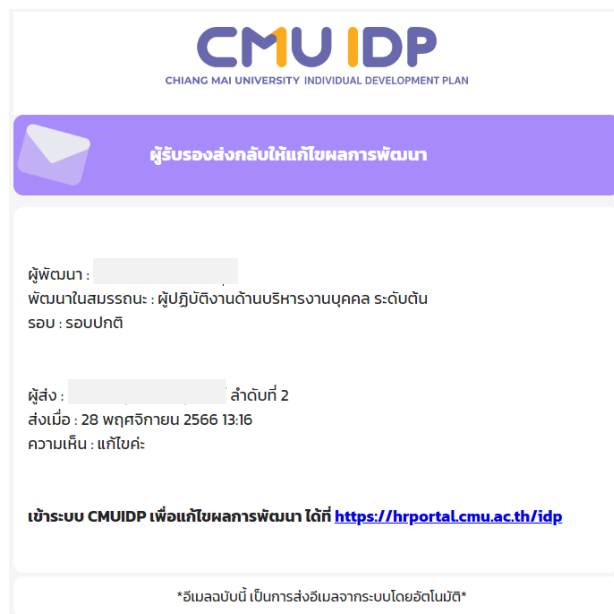 CMU IDP
CHIANG MAI UNIVERSITY INDIVIDUAL DEVELOPMENT PLAN
ผู้รับรองส่งกลับให้แก้ไขผลการพัฒนา
ผู้พัฒนา :
พัฒนาในสมรรถนะ : ผู้ปฏิบัติงานด้านบริหารงานบุคคล ระดับต้น
รอบ : รอบปกติ
ผู้ส่ง : ลำดับที่ 2
ส่งเมื่อ : 28 พฤศจิกายน 2566 13:16
ความเห็น : แก้ไขค่ะ
เข้าระบบ CMUIDP เพื่อแก้ไขผลการพัฒนา ได้ที่ https://hrportal.cmu.ac.th/idp
*อีเมลฉบับนี้ เป็นการส่งอีเมลจากระบบโดยอัตโนมัติ*